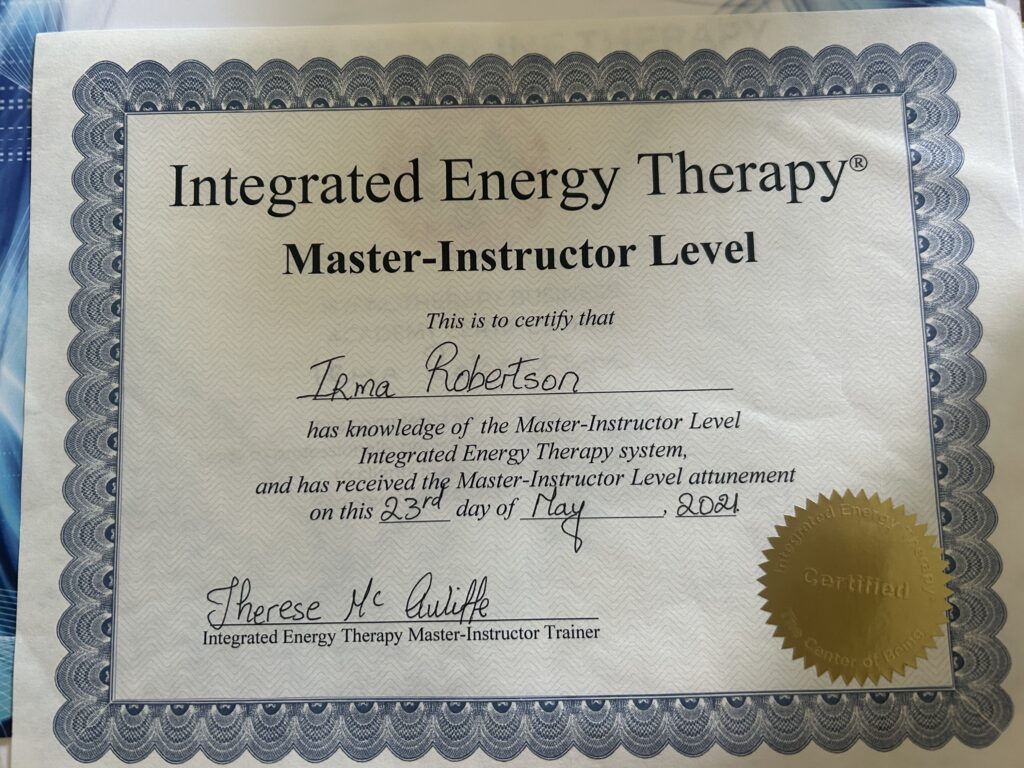 Integrated Energy Therapy®
Master-Instructor Level
This is to certify that
Irma Robertson
has knowledge of the Master-Instructor Level
Integrated Energy Therapy system,
and has received the Master-Instructor Level attunement
on this 23rd day of May, 2021
Therese Mc Auliffe
Integrated Energy Therapy Master-Instructor Trainer
Integrated Energy Therapy
Certified
The Center of Being